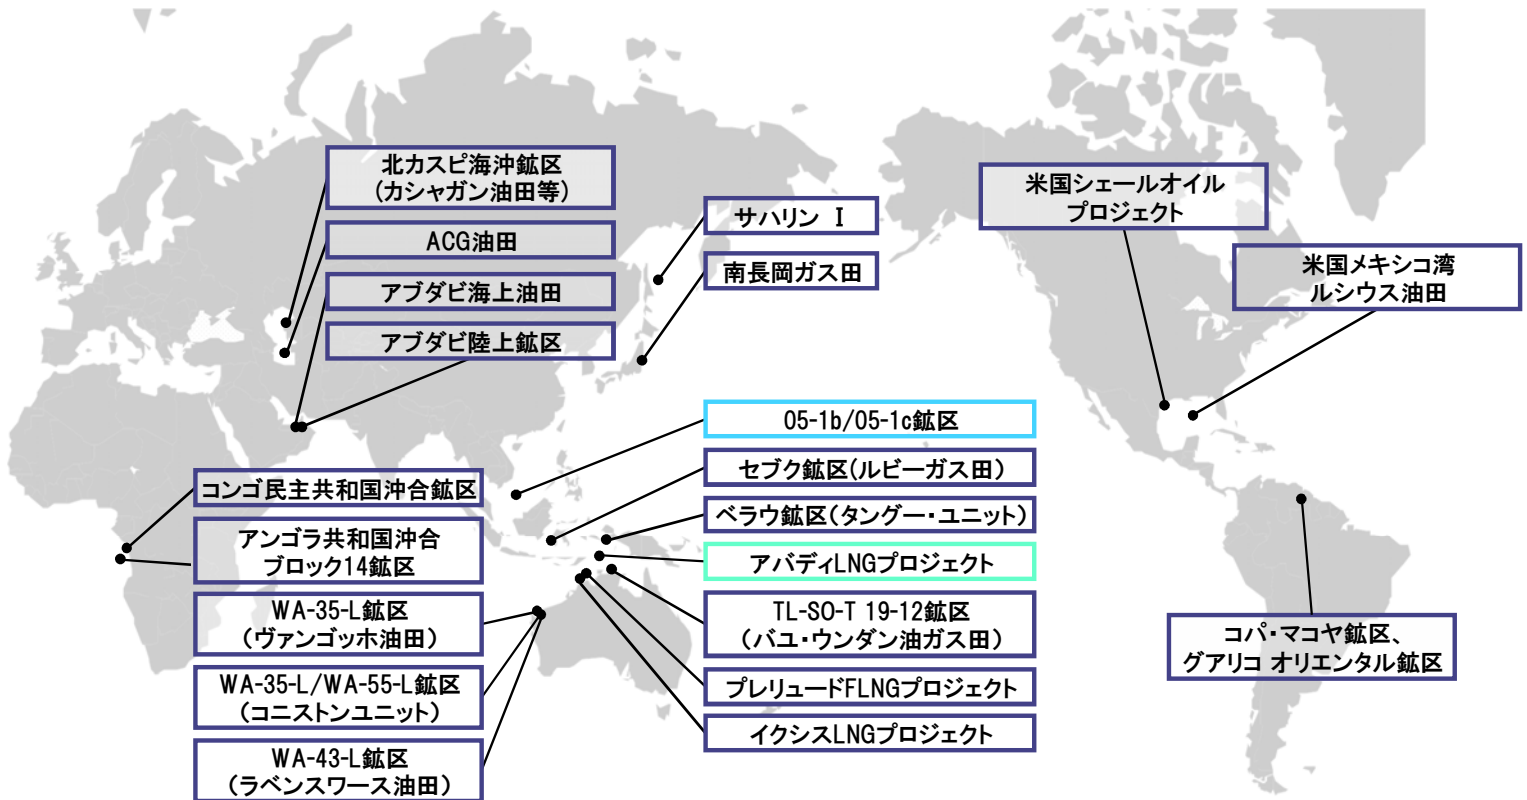 北カスピ海沖鉱区
(カシャガン油田等)
ACG油田
アブダビ海上油田
アブダビ陸上鉱区
サハリン Ⅰ
南長岡ガス田
米国シェールオイル
プロジェクト
米国メキシコ湾
ルシウス油田
05-1b/05-1c鉱区
セブク鉱区(ルビーガス田)
ベラウ鉱区(タングー・ユニット)
アバディLNGプロジェクト
TL-SO-T 19-12鉱区
(バユ・ウンダン油ガス田)
プレリュードFLNGプロジェクト
イクシスLNGプロジェクト
コンゴ民主共和国沖合鉱区
アンゴラ共和国沖合
ブロック14鉱区
WA-35-L鉱区
(ヴァンゴッホ油田)
WA-35-L/WA-55-L鉱区
(コニストンユニット)
WA-43-L鉱区
(ラベンスワース油田)
コパ・マコヤ鉱区、
グアリコ オリエンタル鉱区